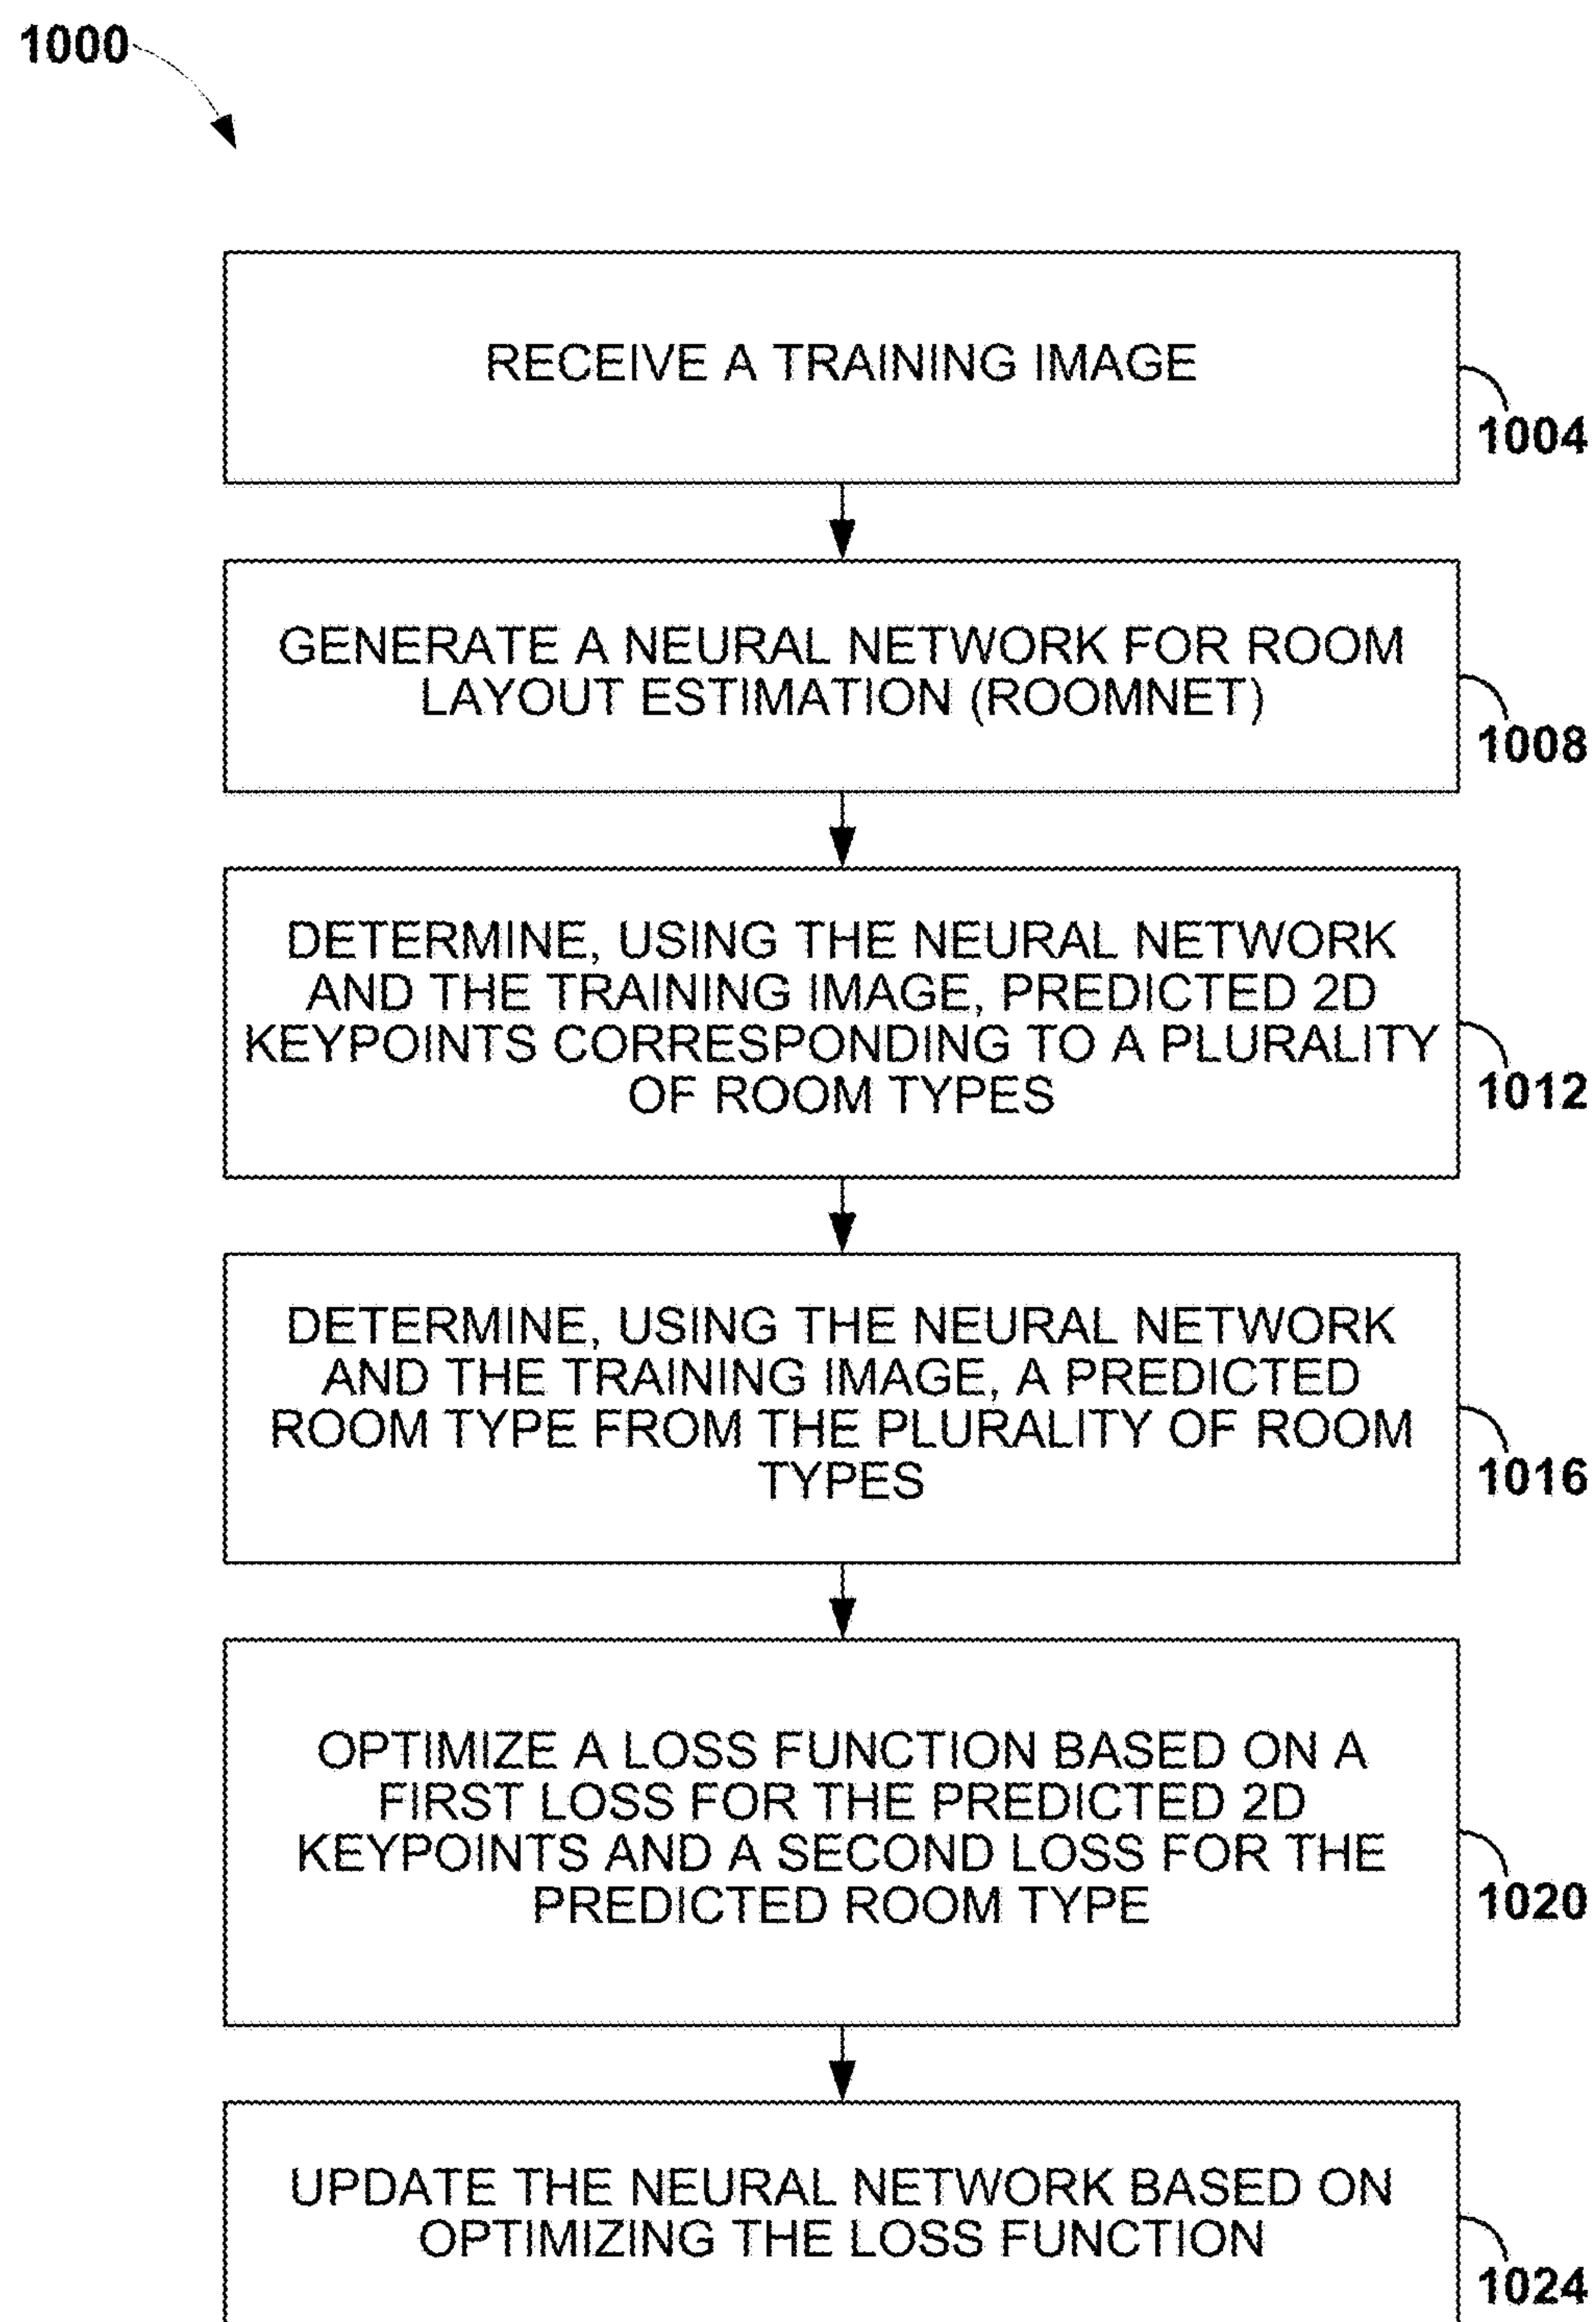 1000
RECEIVE A TRAINING IMAGE
1004
GENERATE A NEURAL NETWORK FOR ROOM
LAYOUT ESTIMATION (ROOMNET)
1008
DETERMINE, USING THE NEURAL NETWORK
AND THE TRAINING IMAGE, PREDICTED 2D
KEYPOINTS CORRESPONDING TO A PLURALITY
OF ROOM TYPES
1012
DETERMINE, USING THE NEURAL NETWORK
AND THE TRAINING IMAGE, A PREDICTED
ROOM TYPE FROM THE PLURALITY OF ROOM
TYPES
1016
OPTIMIZE A LOSS FUNCTION BASED ON A
FIRST LOSS FOR THE PREDICTED 2D
KEYPOINTS AND A SECOND LOSS FOR THE
PREDICTED ROOM TYPE
1020
UPDATE THE NEURAL NETWORK BASED ON
OPTIMIZING THE LOSS FUNCTION
1024